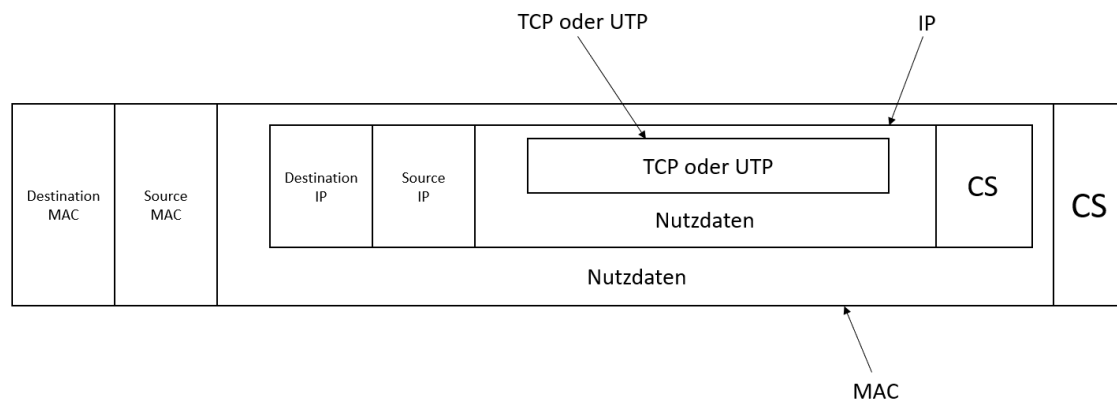 TCP oder UTP
IP
Destination
MAC
Source
MAC
Destination
IP
Source
IP
TCP oder UTP
Nutzdaten
CS
CS
Nutzdaten
MAC